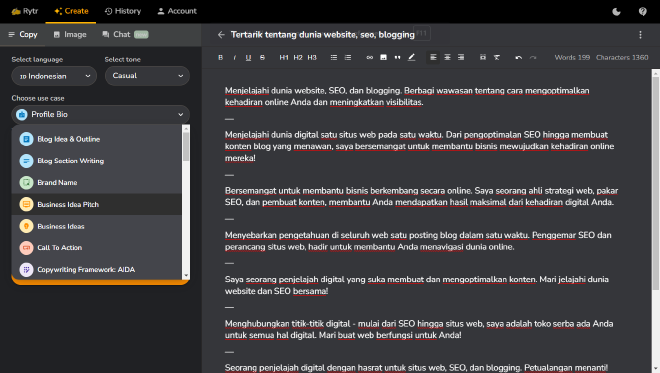 Rytr
Create
History
Account
Copy
Image
Chat
Select language
Select tone
ID Indonesian
Casual
Choose use case
Profile Bio
Blog Idea & Outline
Blog Section Writing
Brand Name
Business Idea Pitch
Business Ideas
Call To Action
Copywriting Framework: AIDA
Tertarik tentang dunia website, seo, blogging
B I U S H1 H2 H3
Words 199 Characters 1360
Menjelajahi dunia website, SEO, dan blogging. Berbagi wawasan tentang cara mengoptimalkan
kehadiran online Anda dan meningkatkan visibilitas.
—
Menjelajahi dunia digital satu situs web pada satu waktu. Dari pengoptimalan SEO hingga membuat
konten blog yang menawan, saya bersemangat untuk membantu bisnis mewujudkan kehadiran online
mereka!
—
Bersemangat untuk membantu bisnis berkembang secara online. Saya seorang ahli strategi web, pakar
SEO, dan pembuat konten, membantu Anda mendapatkan hasil maksimal dari kehadiran digital Anda.
—
Menyebarkan pengetahuan di seluruh web satu posting blog dalam satu waktu. Penggemar SEO dan
perancang situs web, hadir untuk membantu Anda menavigasi dunia online.
—
Saya seorang penjelajah digital yang suka membuat dan mengoptimalkan konten. Mari jelajahi dunia
website dan SEO bersama!
—
Menghubungkan titik-titik digital - mulai dari SEO hingga situs web, saya adalah toko serba ada Anda
untuk semua hal digital. Mari buat web berfungsi untuk Anda!
—
Seorang penjelajah digital dengan hasrat untuk situs web, SEO, dan blogging. Petualangan menanti!